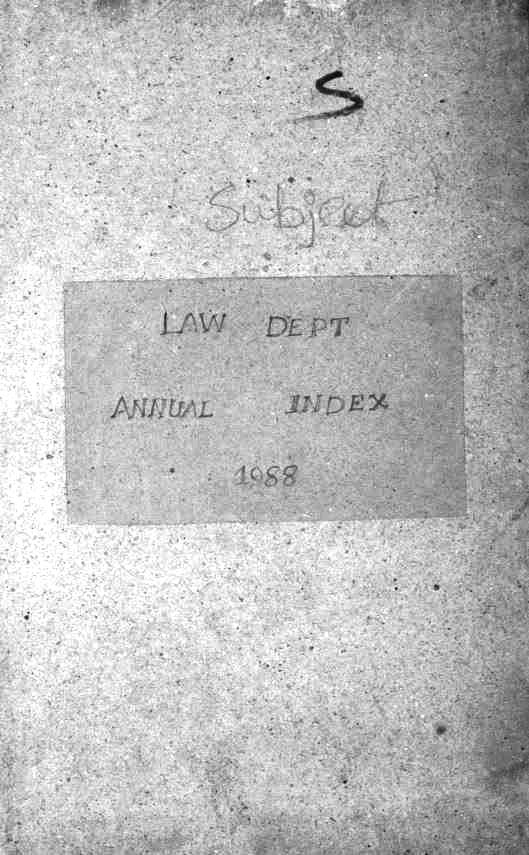 S
Subject
LAW DEPT
ANNUAL INDEX
1988